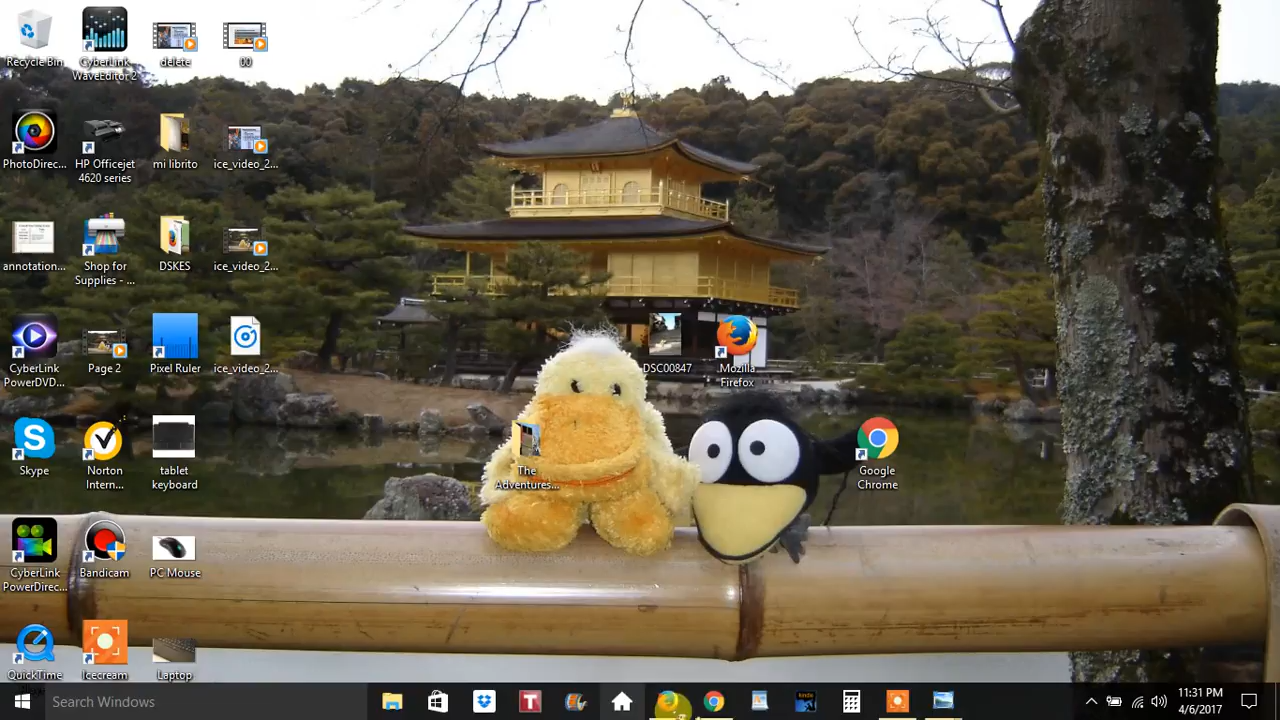 Recycle Bin
CyberLink
WaveEditor 2
delete
00
PhotoDirec...
HP Officejet
4620 series
mi librito
ice_video_2...
annotation...
Shop for
Supplies - ...
DSKES
ice_video_2...
CyberLink
PowerDVD...
Page 2
Pixel Ruler
ice_video_2...
DSC00847
Mozilla
Firefox
Skype
Norton
Intern...
tablet
keyboard
The
Adventures...
Google
Chrome
CyberLink
PowerDirec...
Bandicam
PC Mouse
QuickTime
Icecream
Laptop
Search Windows
11:31 PM
4/6/2017